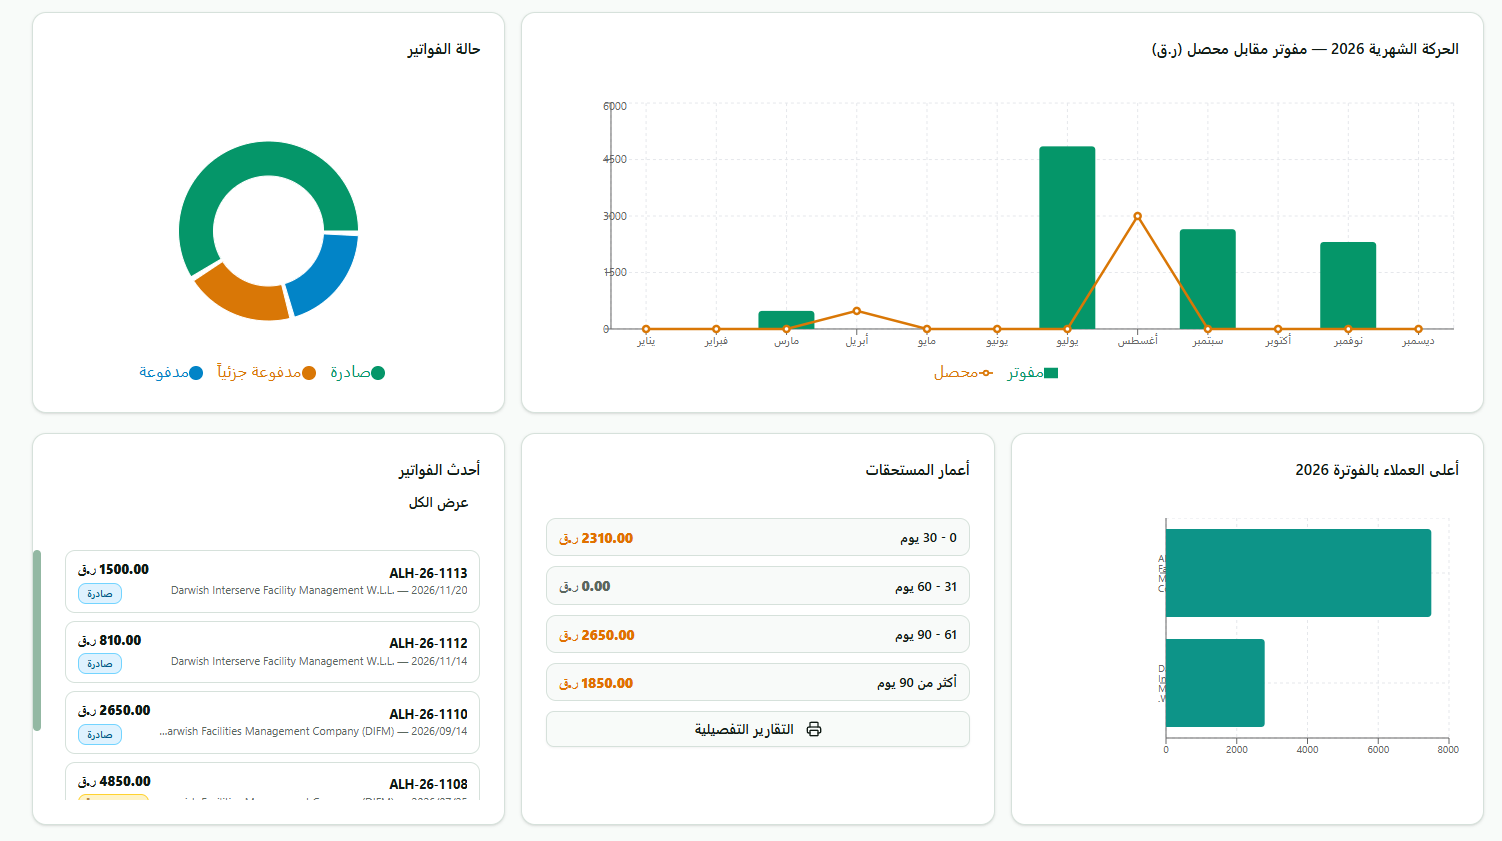 الحركة الشهرية 2026 — مفوتر مقابل محصل (ر.ق)
6000
4500
3000
1500
0
يناير
فبراير
مارس
أبريل
مايو
يونيو
يوليو
أغسطس
سبتمبر
أكتوبر
نوفمبر
ديسمبر
مفوتر
محصل
حالة الفواتير
صادرة
مدفوعة جزئياً
مدفوعة
أعلى العملاء بالفوترة 2026
0
2000
4000
6000
8000
أعمار المستحقات
0 - 30 يوم
2310.00 ر.ق
31 - 60 يوم
0.00 ر.ق
61 - 90 يوم
2650.00 ر.ق
أكثر من 90 يوم
1850.00 ر.ق
التقارير التفصيلية
أحدث الفواتير
عرض الكل
ALH-26-1113
1500.00 ر.ق
Darwish Interserve Facility Management W.L.L. — 2026/11/20
صادرة
ALH-26-1112
810.00 ر.ق
Darwish Interserve Facility Management W.L.L. — 2026/11/14
صادرة
ALH-26-1110
2650.00 ر.ق
...arwish Facilities Management Company (DIFM) — 2026/09/14
صادرة
ALH-26-1108
4850.00 ر.ق